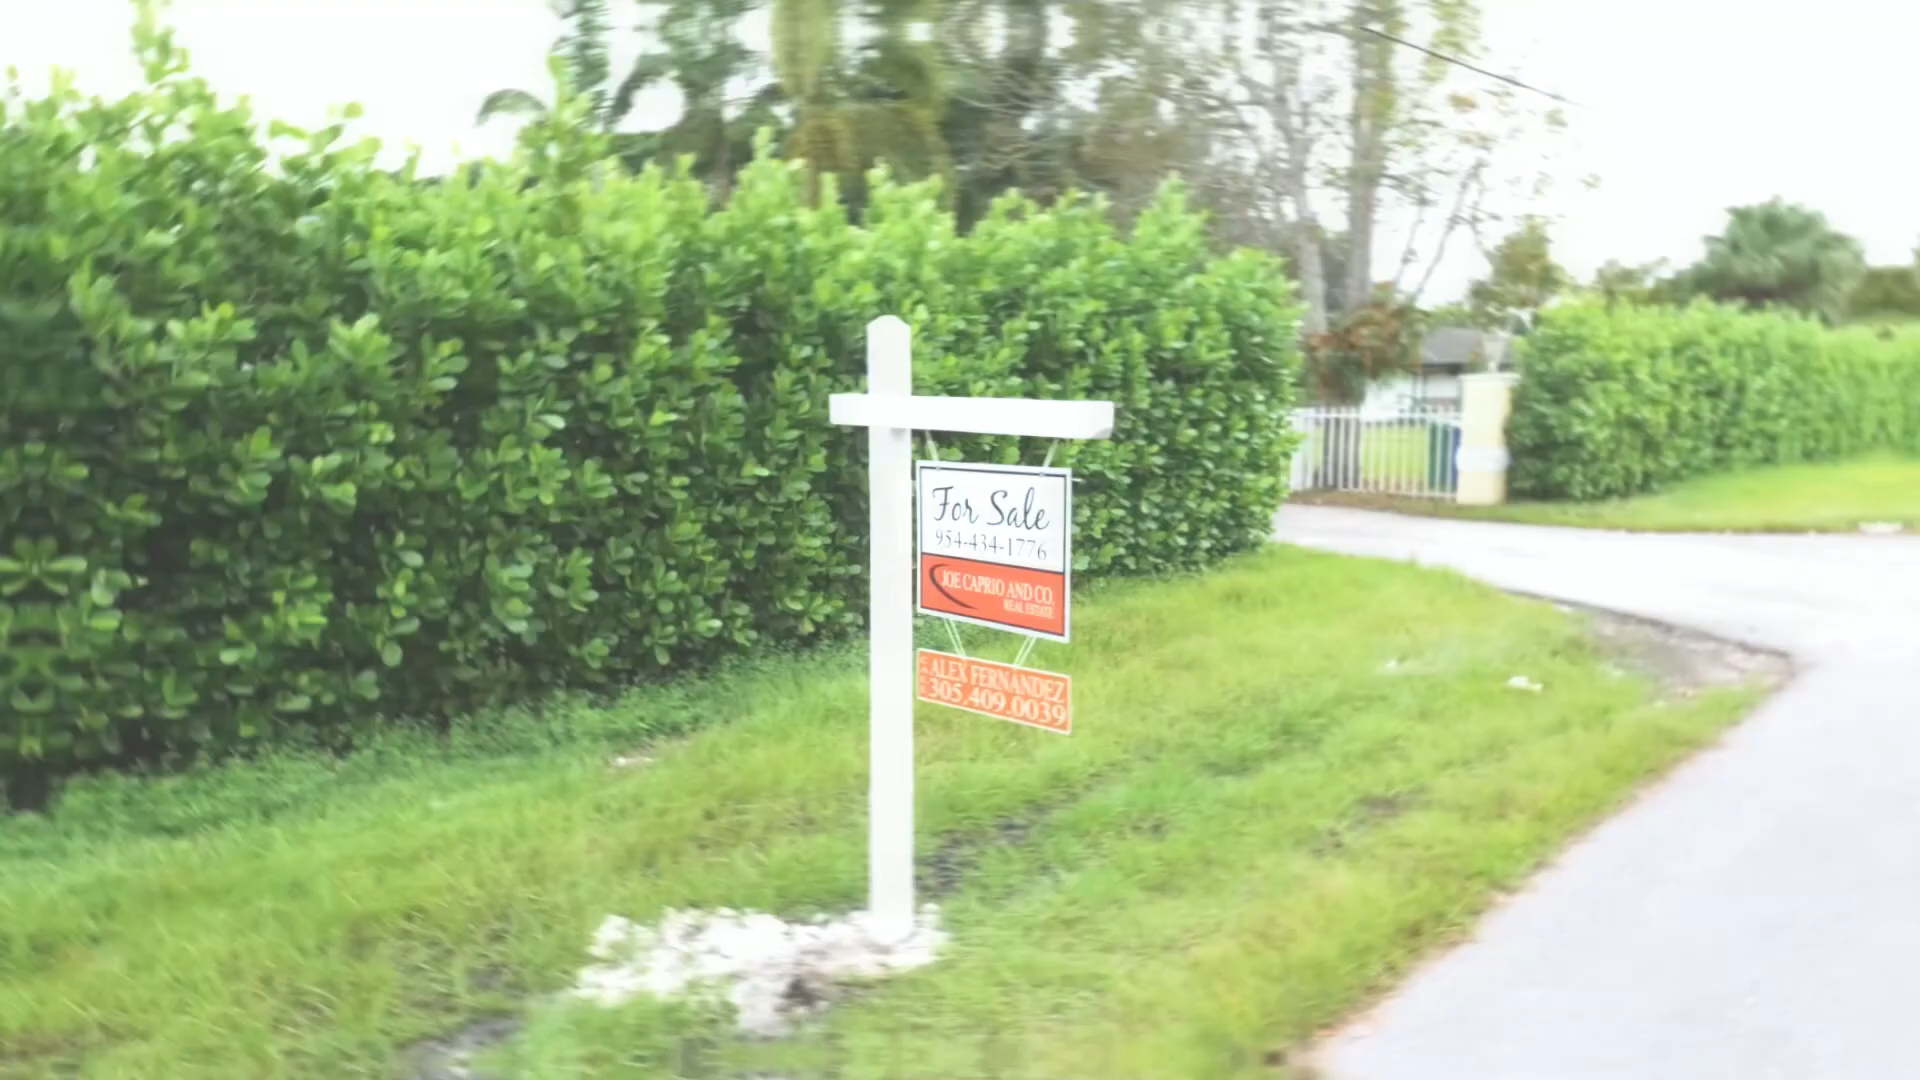 For Sale
954-434-1776
JOE CAPRIO AND CO.
REAL ESTATE
ALEX FERNANDEZ
305.409.0039